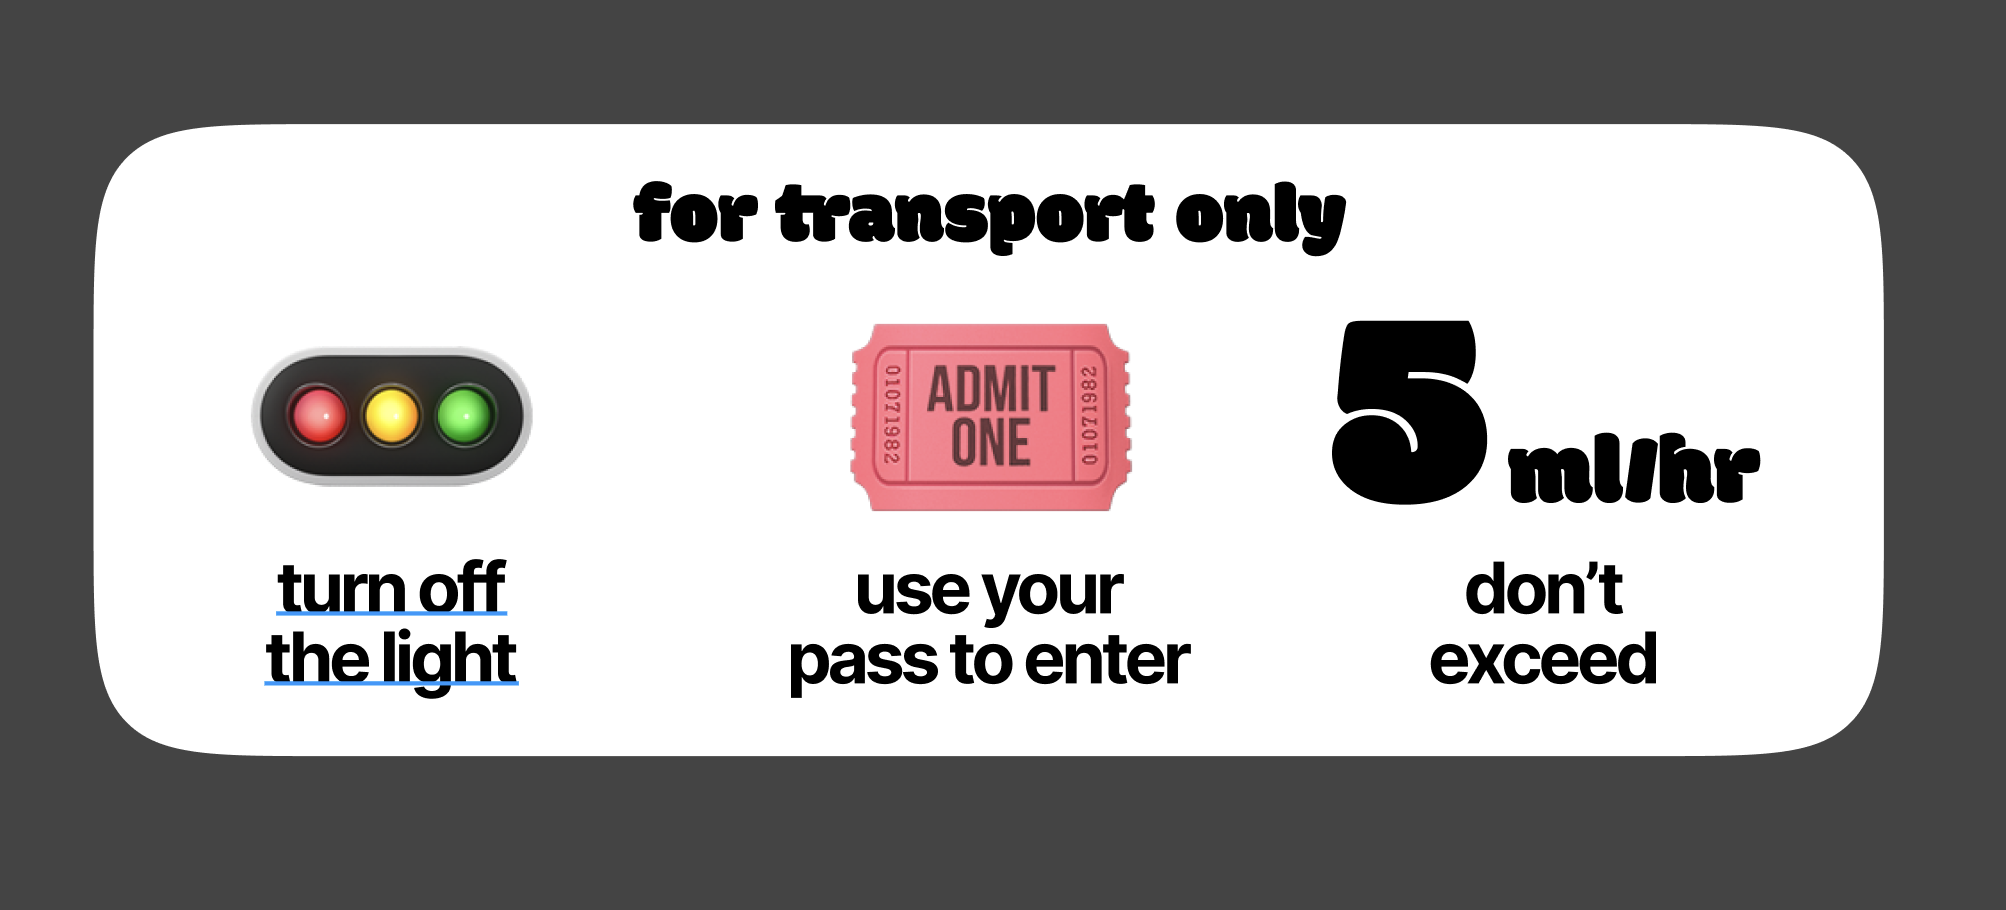 for transport only
01071982
ADMIT
ONE
01071982
5 ml/hr
turn off
the light
use your
pass to enter
don’t
exceed